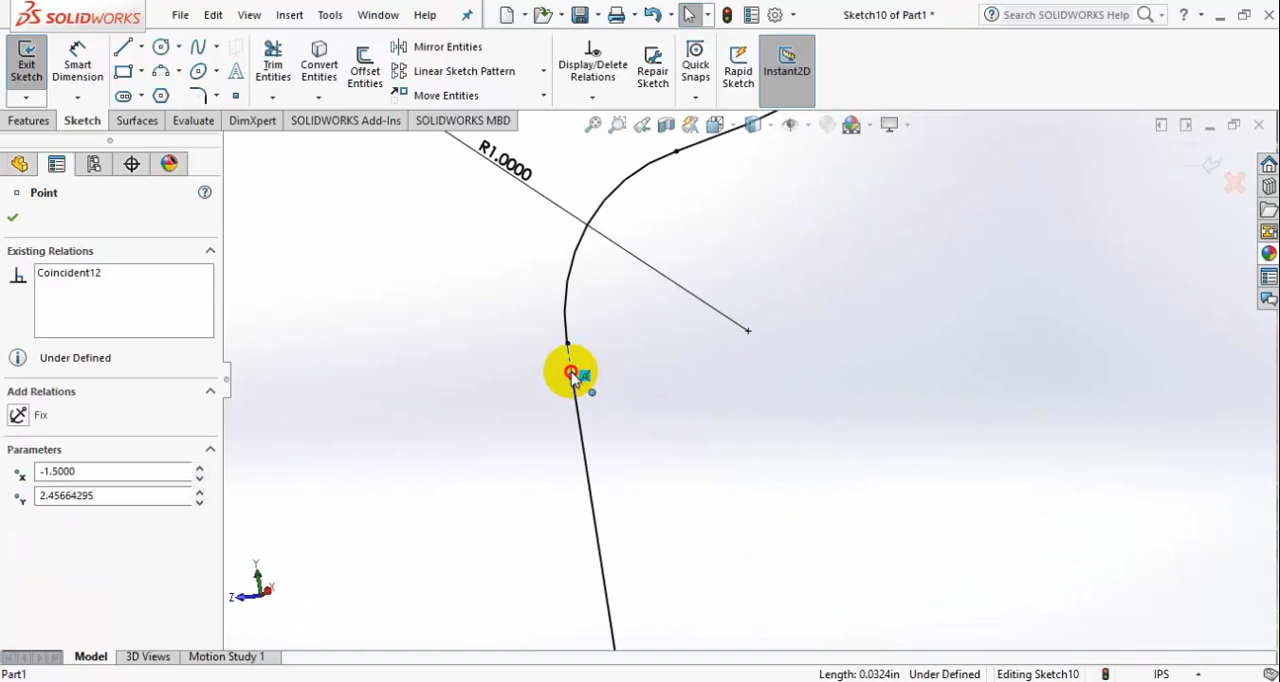 SOLIDWORKS File Edit View Insert Tools Window Help Sketch10 of Part1 * Search SOLIDWORKS Help ?
Exit Sketch
Smart Dimension
Trim Entities
Convert Entities
Offset Entities
Mirror Entities
Linear Sketch Pattern
Move Entities
Display/Delete Relations
Repair Sketch
Quick Snaps
Rapid Sketch
Instant2D
Features Sketch Surfaces Evaluate DimXpert SOLIDWORKS Add-Ins SOLIDWORKS MBD
Point ?
Existing Relations
Coincident12
Under Defined
Add Relations
Fix
Parameters
x -1.5000
Y 2.45664295
R1.0000
Y
Z X
Model 3D Views Motion Study 1
Part1 Length: 0.0324in Under Defined Editing Sketch10 IPS